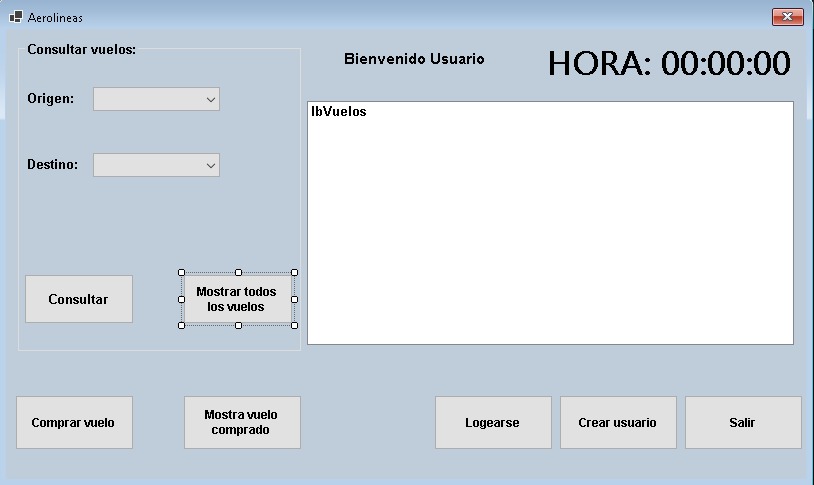 Aerolineas
Consultar vuelos:
Bienvenido Usuario
HORA: 00:00:00
Origen:
lbVuelos
Destino:
Consultar
Mostrar todos
los vuelos
Comprar vuelo
Mostra vuelo
comprado
Logearse
Crear usuario
Salir